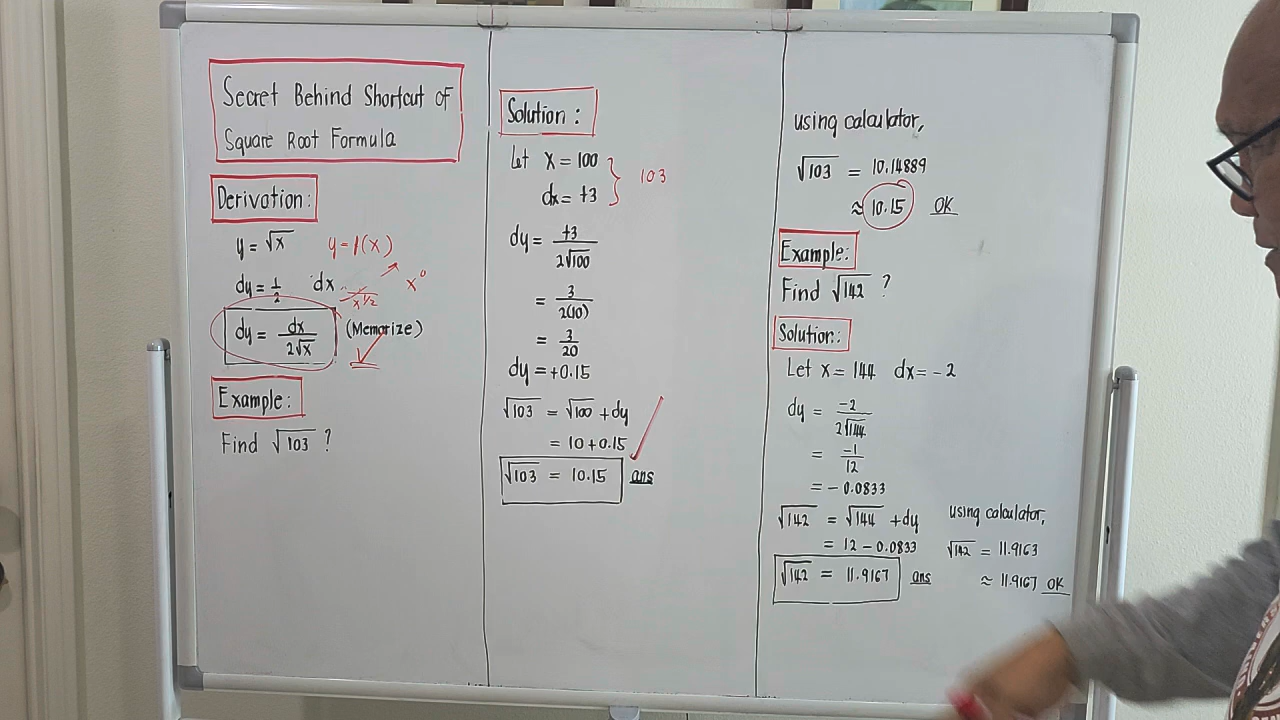 Secret Behind Shortcut of
Square Root Formula
Derivation:
y = √x y=f(x)
dy = 1/2 dx 1/x^1/2 x^0
dy = dx/2√x (Memorize)
Example:
Find √103 ?
Solution:
Let x = 100
dx = +3 } 103
dy = +3/2√100
= 3/2(10)
= 3/20
dy = +0.15
√103 = √100 + dy
= 10 + 0.15
√103 = 10.15 ans
using calculator,
√103 = 10.14889
≈ 10.15 OK
Example:
Find √142 ?
Solution:
Let x = 144 dx = -2
dy = -2/2√144
= -1/12
= -0.0833
√142 = √144 + dy
= 12 - 0.0833
√142 = 11.9167 ans
using calculator,
√142 = 11.9163
≈ 11.9167 OK